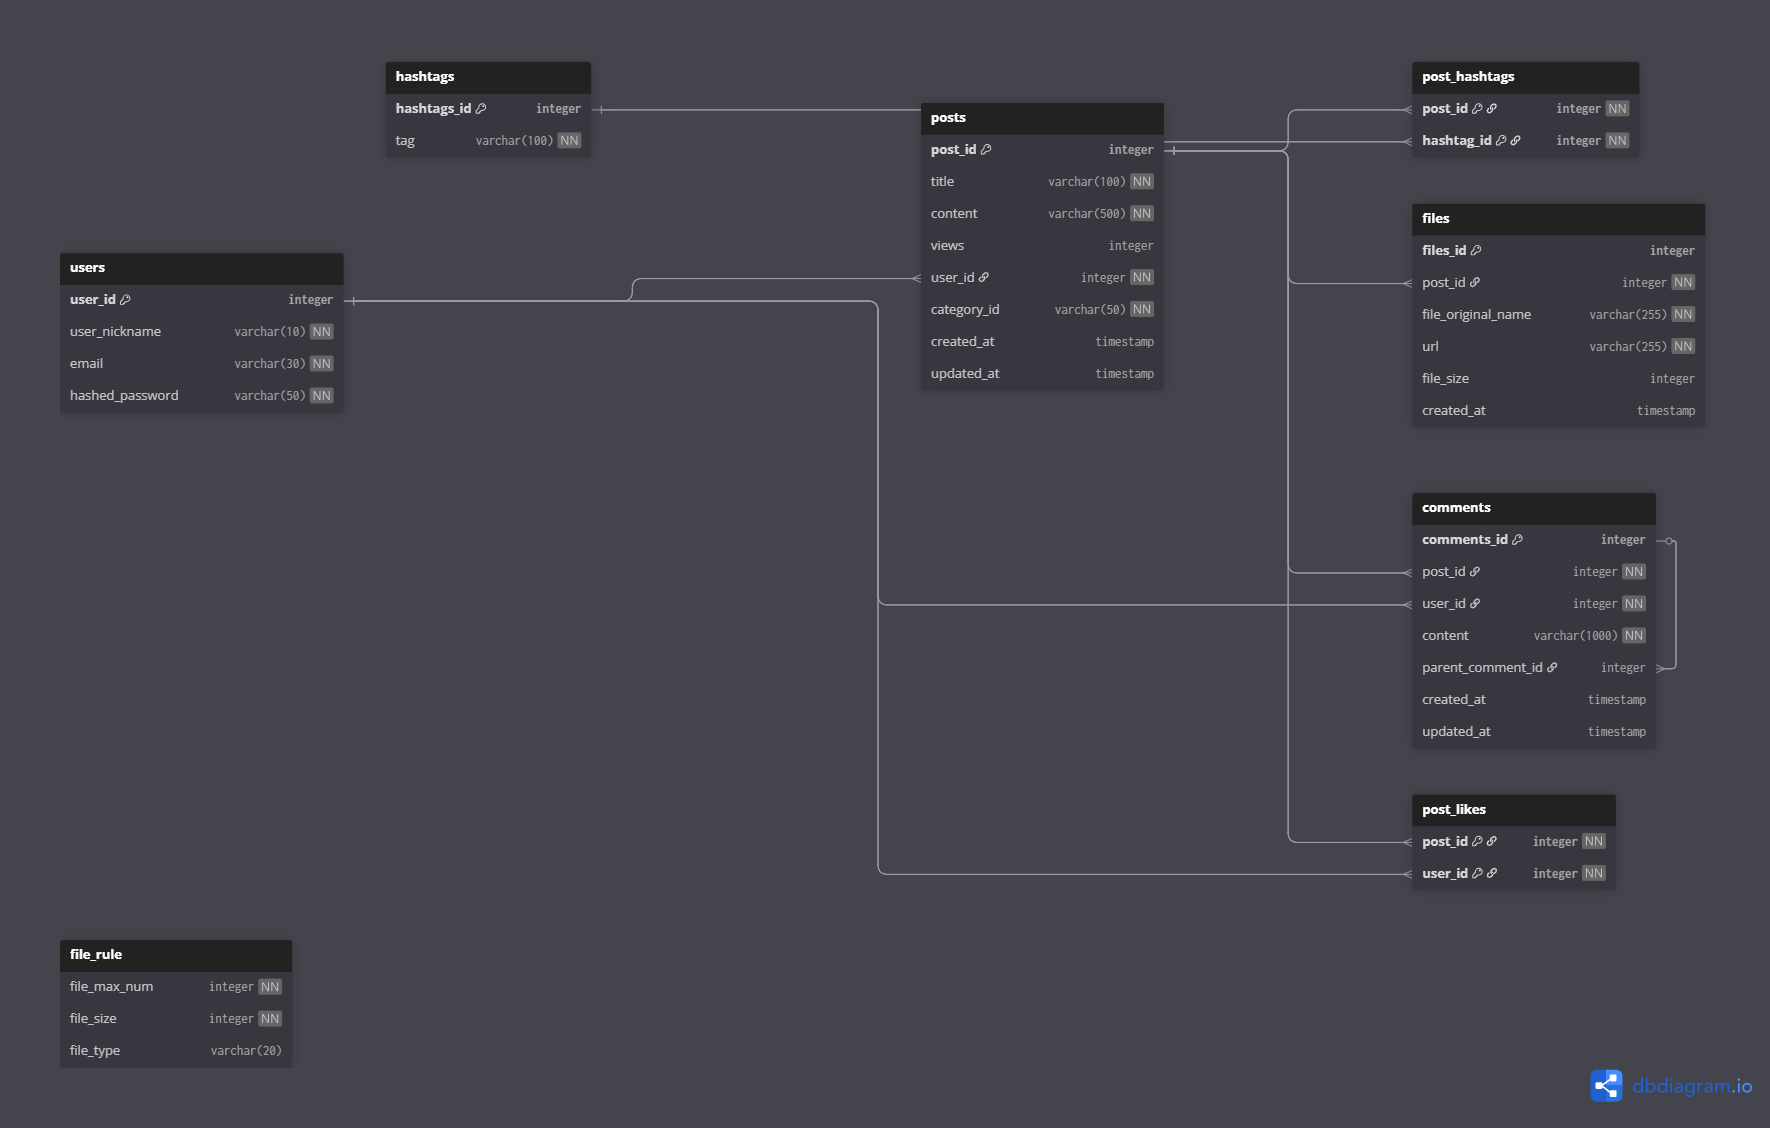 hashtags
hashtags_id integer
tag varchar(100) NN
posts
post_id integer
title varchar(100) NN
content varchar(500) NN
views integer
user_id integer NN
category_id varchar(50) NN
created_at timestamp
updated_at timestamp
post_hashtags
post_id integer NN
hashtag_id integer NN
files
files_id integer
post_id integer NN
file_original_name varchar(255) NN
url varchar(255) NN
file_size integer
created_at timestamp
users
user_id integer
user_nickname varchar(10) NN
email varchar(30) NN
hashed_password varchar(50) NN
comments
comments_id integer
post_id integer NN
user_id integer NN
content varchar(1000) NN
parent_comment_id integer
created_at timestamp
updated_at timestamp
post_likes
post_id integer NN
user_id integer NN
file_rule
file_max_num integer NN
file_size integer NN
file_type varchar(20)
dbdiagram.io